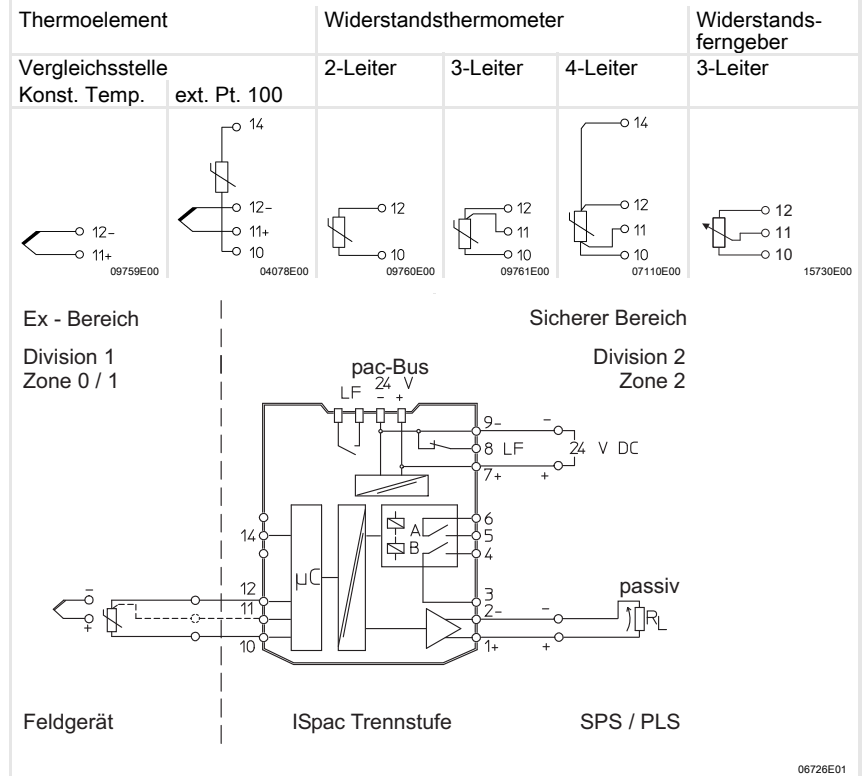 Thermoelement Widerstandsthermometer Widerstands-
ferngeber
Vergleichsstelle 2-Leiter 3-Leiter 4-Leiter 3-Leiter
Konst. Temp. ext. Pt. 100
14 14
12- 12- 12 12 12 12
11+ 11+ 11 11 11
10 10 10 10 10
09759E00 04078E00 09760E00 09761E00 07110E00 15730E00
Ex - Bereich Sicherer Bereich
Division 1 Division 2
Zone 0 / 1 Zone 2
pac-Bus
LF 24 V
- +
9- -
8 LF 24 V DC
7+ +
6
14 A 5
B 4
µC
12 3 passiv
- 11 2- - RL
+ 10 1+ +
Feldgerät ISpac Trennstufe SPS / PLS
06726E01